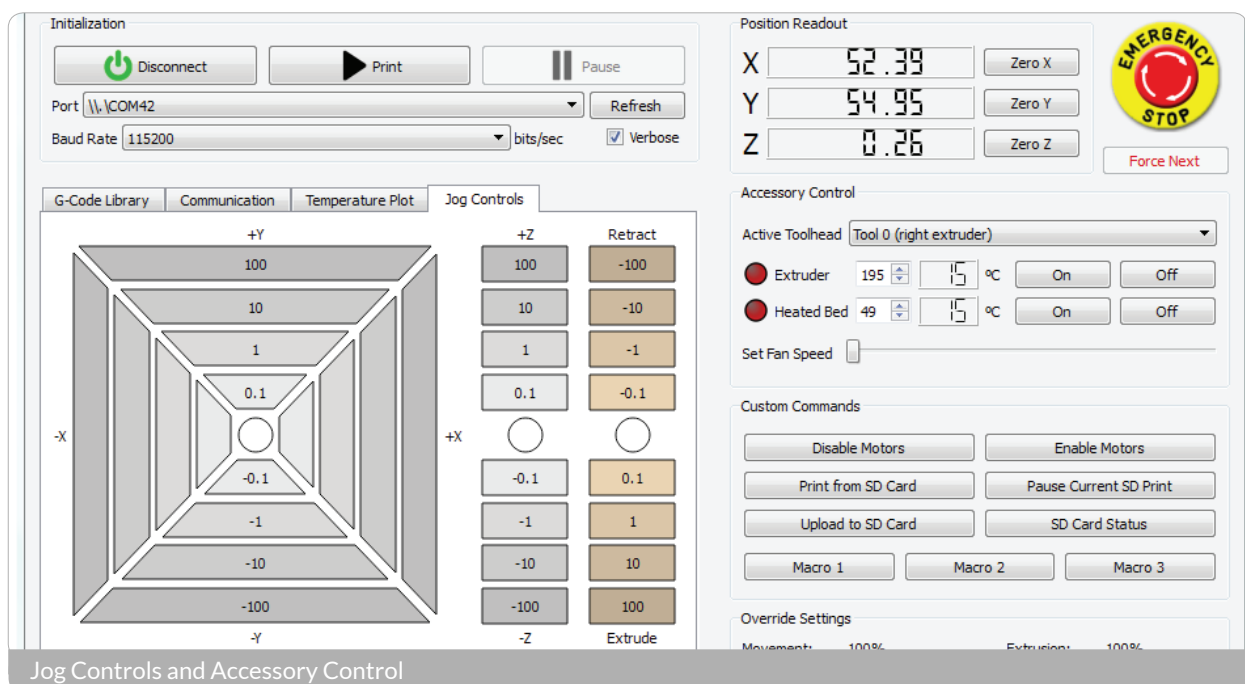 Initialization
Disconnect
Print
Pause
Port \\.\COM42
Refresh
Baud Rate 115200 bits/sec
Verbose
Position Readout
X 52.39 Zero X
Y 54.95 Zero Y
Z 0.26 Zero Z
EMERGENCY
STOP
Force Next
G-Code Library Communication Temperature Plot Jog Controls
+Y +Z Retract
100 100 -100
10 10 -10
1 1 -1
0.1 0.1 -0.1
-X +X
-0.1 -0.1 0.1
-1 -1 1
-10 -10 10
-100 -100 100
-Y -Z Extrude
Accessory Control
Active Toolhead Tool 0 (right extruder)
Extruder 195 15 ºC On Off
Heated Bed 49 15 ºC On Off
Set Fan Speed
Custom Commands
Disable Motors Enable Motors
Print from SD Card Pause Current SD Print
Upload to SD Card SD Card Status
Macro 1 Macro 2 Macro 3
Override Settings
Movement: 100% Extrusion: 100%
Jog Controls and Accessory Control